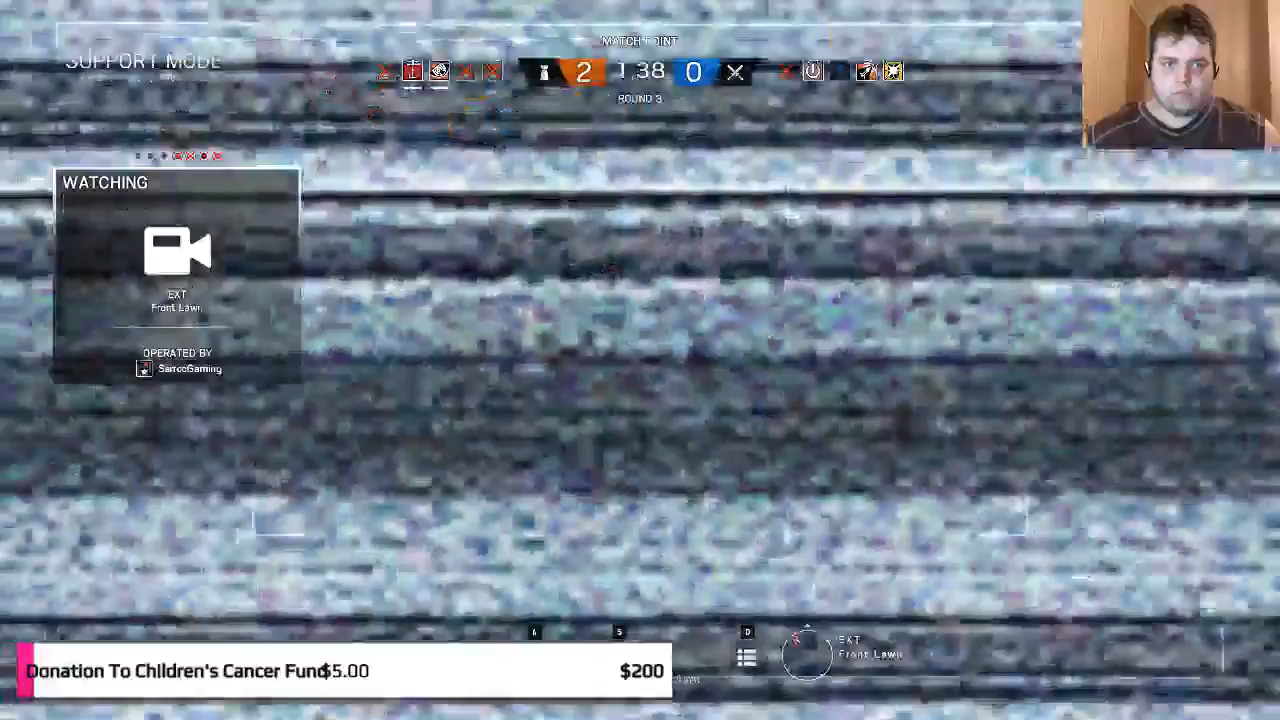 MATCH POINT
SUPPORT MODE
2 1:38 0
ROUND 3
WATCHING
EXT
Front Lawn
OPERATED BY
SarrocGaming
A S D
EXT
Front Lawn
Donation To Children's Cancer Fund $5.00 $200